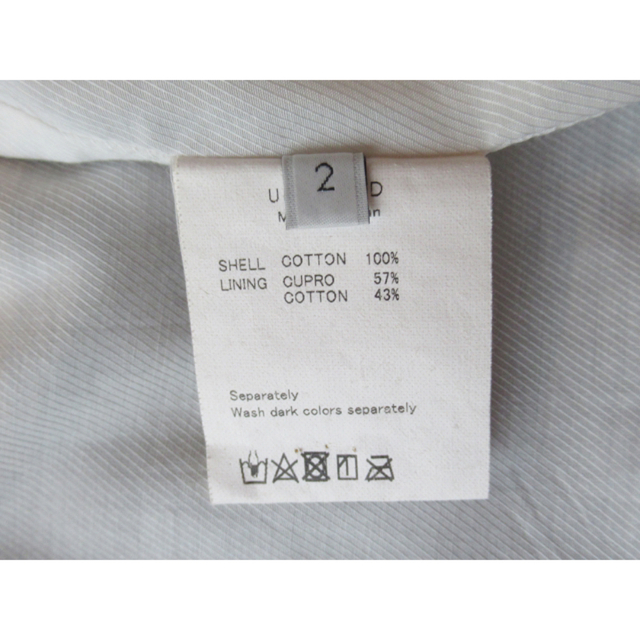 2
SHELL COTTON 100%
LINING CUPRO 57%
COTTON 43%
Separately
Wash dark colors separately